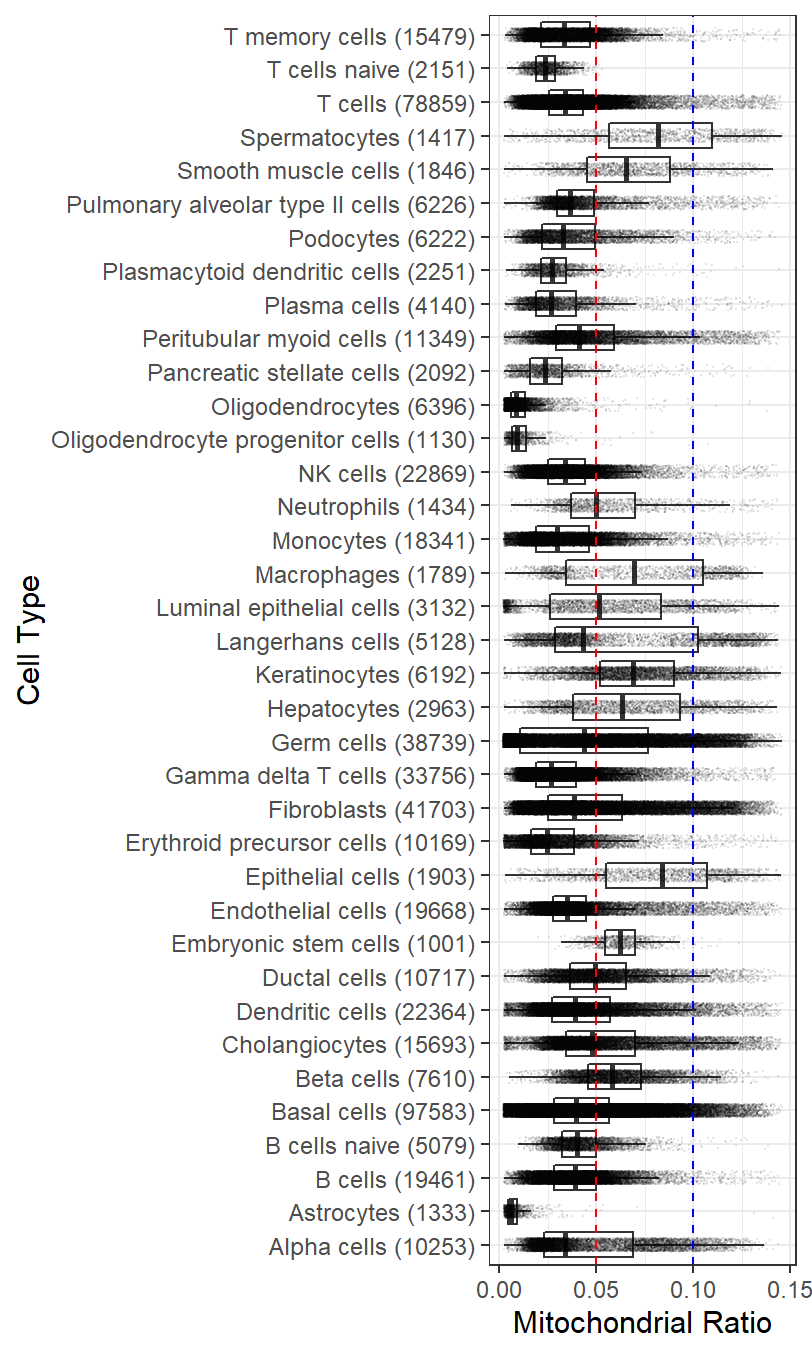 T memory cells (15479)
T cells naive (2151)
T cells (78859)
Spermatocytes (1417)
Smooth muscle cells (1846)
Pulmonary alveolar type II cells (6226)
Podocytes (6222)
Plasmacytoid dendritic cells (2251)
Plasma cells (4140)
Peritubular myoid cells (11349)
Pancreatic stellate cells (2092)
Oligodendrocytes (6396)
Oligodendrocyte progenitor cells (1130)
NK cells (22869)
Neutrophils (1434)
Monocytes (18341)
Macrophages (1789)
Luminal epithelial cells (3132)
Langerhans cells (5128)
Keratinocytes (6192)
Hepatocytes (2963)
Germ cells (38739)
Gamma delta T cells (33756)
Fibroblasts (41703)
Erythroid precursor cells (10169)
Epithelial cells (1903)
Endothelial cells (19668)
Embryonic stem cells (1001)
Ductal cells (10717)
Dendritic cells (22364)
Cholangiocytes (15693)
Beta cells (7610)
Basal cells (97583)
B cells naive (5079)
B cells (19461)
Astrocytes (1333)
Alpha cells (10253)
Cell Type
0.00 0.05 0.10 0.15
Mitochondrial Ratio